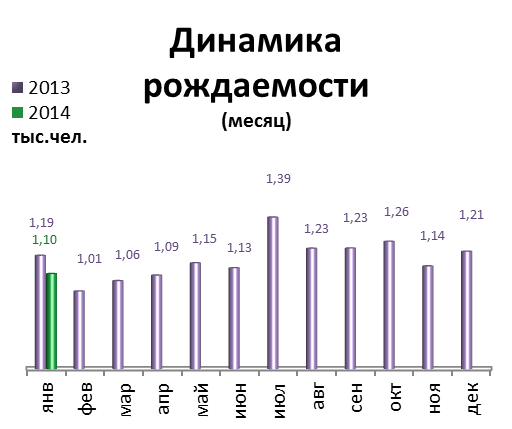 Динамика
рождаемости
(месяц)
2013
2014
тыс.чел.
1,19
1,10
1,01
1,06
1,09
1,15
1,13
1,39
1,23
1,23
1,26
1,14
1,21
янв
фев
мар
апр
май
июн
июл
авг
сен
окт
ноя
дек